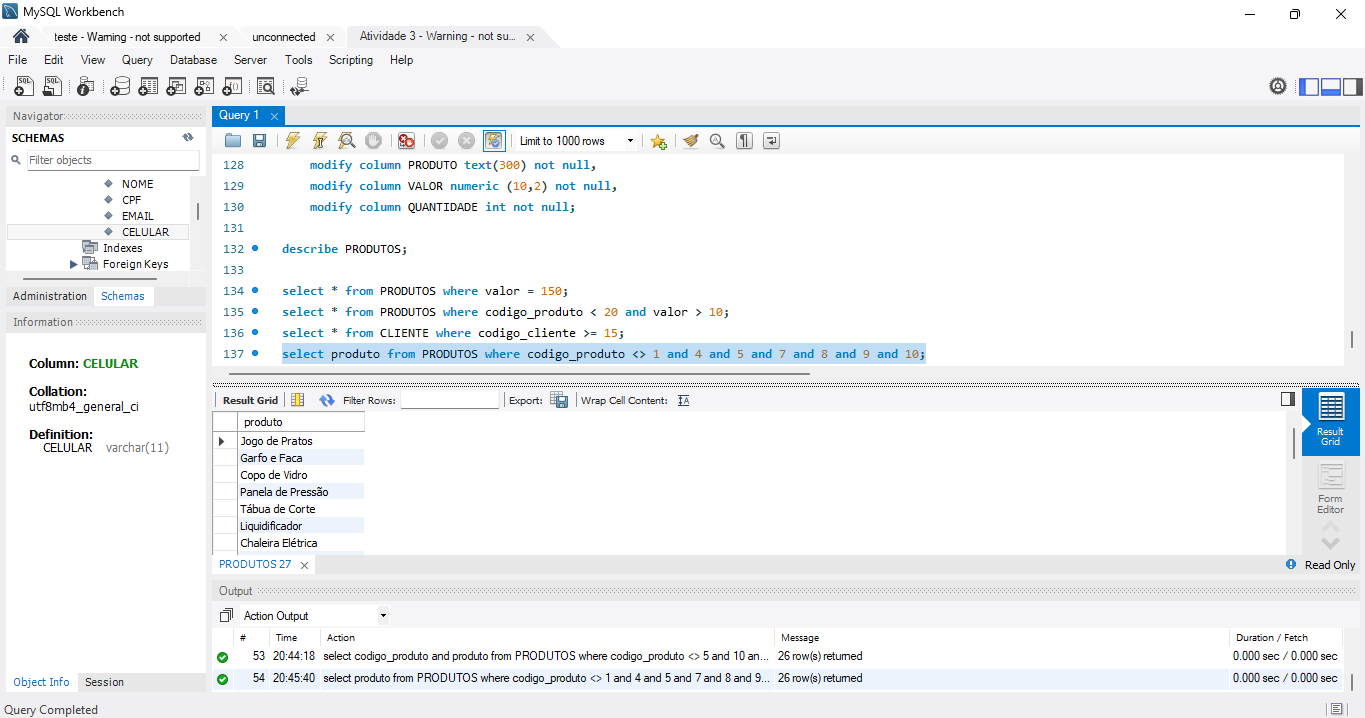 MySQL Workbench
teste - Warning - not supported
unconnected
Atividade 3 - Warning - not su...
File Edit View Query Database Server Tools Scripting Help
Navigator
SCHEMAS
Filter objects
NOME
CPF
EMAIL
CELULAR
Indexes
Foreign Keys
Administration Schemas
Information
Column: CELULAR
Collation:
utf8mb4_general_ci
Definition:
CELULAR varchar(11)
Object Info Session
Query 1
Limit to 1000 rows
128 modify column PRODUTO text(300) not null,
129 modify column VALOR numeric (10,2) not null,
130 modify column QUANTIDADE int not null;
131
132 describe PRODUTOS;
133
134 select * from PRODUTOS where valor = 150;
135 select * from PRODUTOS where codigo_produto < 20 and valor > 10;
136 select * from CLIENTE where codigo_cliente >= 15;
137 select produto from PRODUTOS where codigo_produto <> 1 and 4 and 5 and 7 and 8 and 9 and 10;
Result Grid Filter Rows: Export: Wrap Cell Content:
produto
Jogo de Pratos
Garfo e Faca
Copo de Vidro
Panela de Pressão
Tábua de Corte
Liquidificador
Chaleira Elétrica
Result
Grid
Form
Editor
PRODUTOS 27
Read Only
Output
Action Output
# Time Action Message Duration / Fetch
53 20:44:18 select codigo_produto and produto from PRODUTOS where codigo_produto <> 5 and 10 an... 26 row(s) returned 0.000 sec / 0.000 sec
54 20:45:40 select produto from PRODUTOS where codigo_produto <> 1 and 4 and 5 and 7 and 8 and 9... 26 row(s) returned 0.000 sec / 0.000 sec
Query Completed